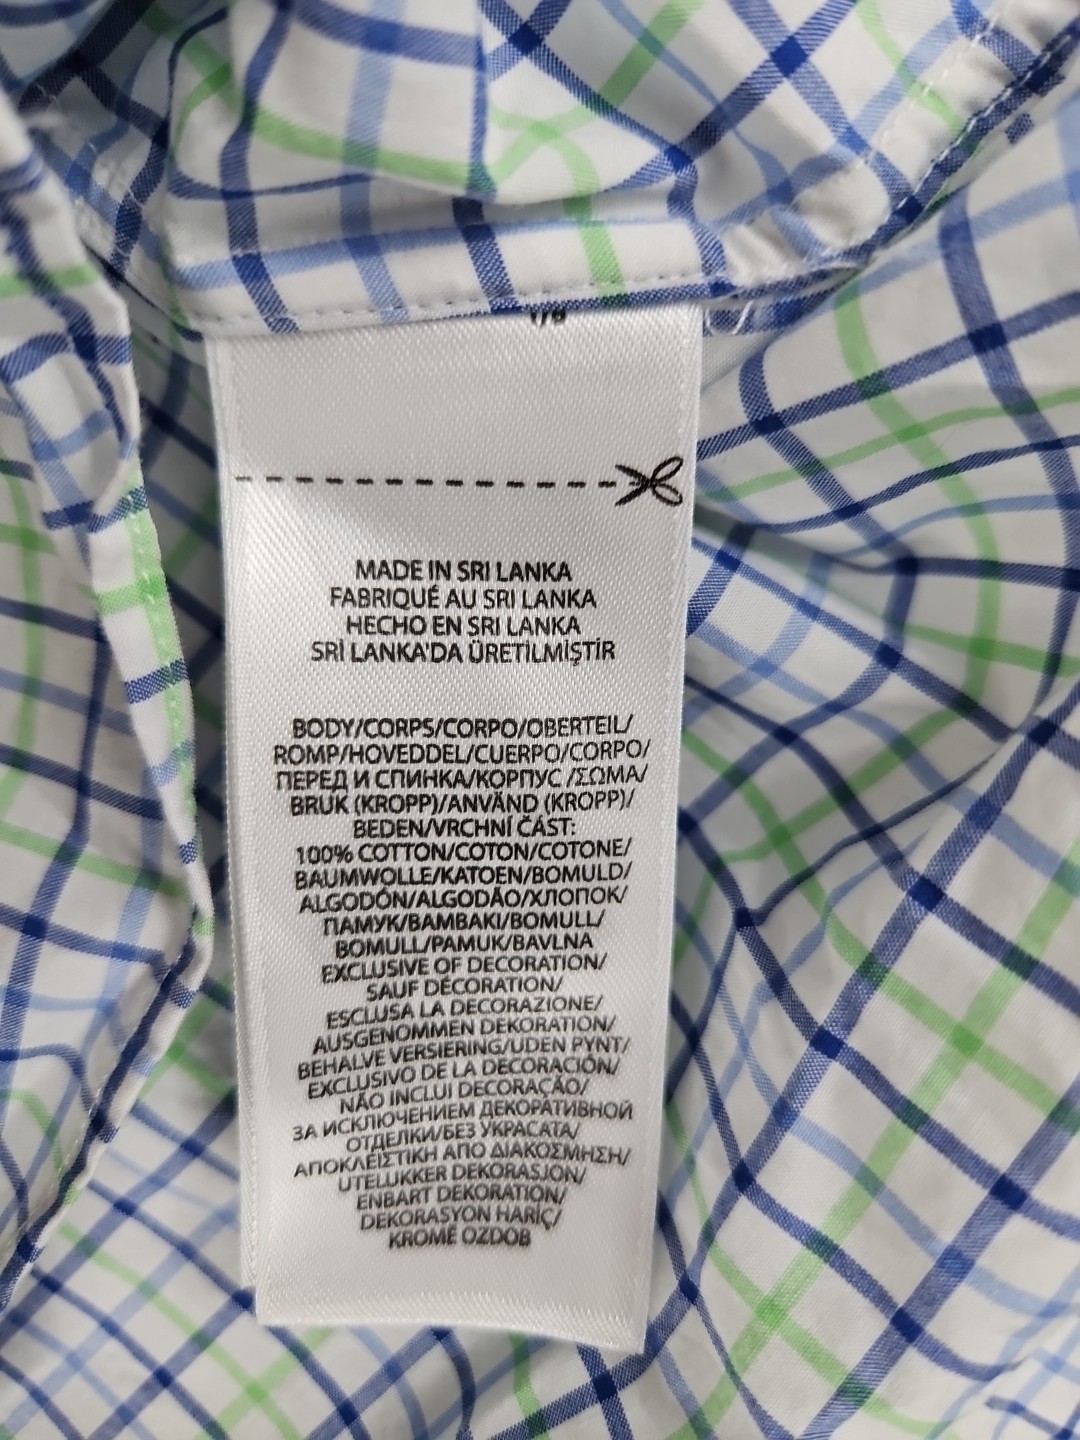 MADE IN SRI LANKA
FABRIQUÉ AU SRI LANKA
HECHO EN SRI LANKA
SRİ LANKA'DA ÜRETİLMİŞTİR
BODY/CORPS/CORPO/OBERTEIL/
ROMP/HOVEDDEL/CUERPO/CORPO/
ПЕРЕД И СПИНКА/КОРПУС /ΣΩΜΑ/
BRUK (KROPP)/ANVÄND (KROPP)/
BEDEN/VRCHNÍ ČÁST:
100% COTTON/COTON/COTONE/
BAUMWOLLE/KATOEN/BOMULD/
ALGODÓN/ALGODÃO/ХЛОПОК/
ПАМУК/ΒΑΜΒΑΚΙ/BOMULL/
BOMULL/PAMUK/BAVLNA
EXCLUSIVE OF DECORATION/
SAUF DÉCORATION/
ESCLUSA LA DECORAZIONE/
AUSGENOMMEN DEKORATION/
BEHALVE VERSIERING/UDEN PYNT/
EXCLUSIVO DE LA DECORACIÓN/
NÃO INCLUI DECORAÇÃO/
ЗА ИСКЛЮЧЕНИЕМ ДЕКОРАТИВНОЙ
ОТДЕЛКИ/БЕЗ УКРАСАТА/
ΑΠΟΚΛΕΙΣΤΙΚΗ ΑΠΟ ΔΙΑΚΟΣΜΗΣΗ/
UTELUKKER DEKORASJON/
ENBART DEKORATION/
DEKORASYON HARİÇ/
KROMĚ OZDOB